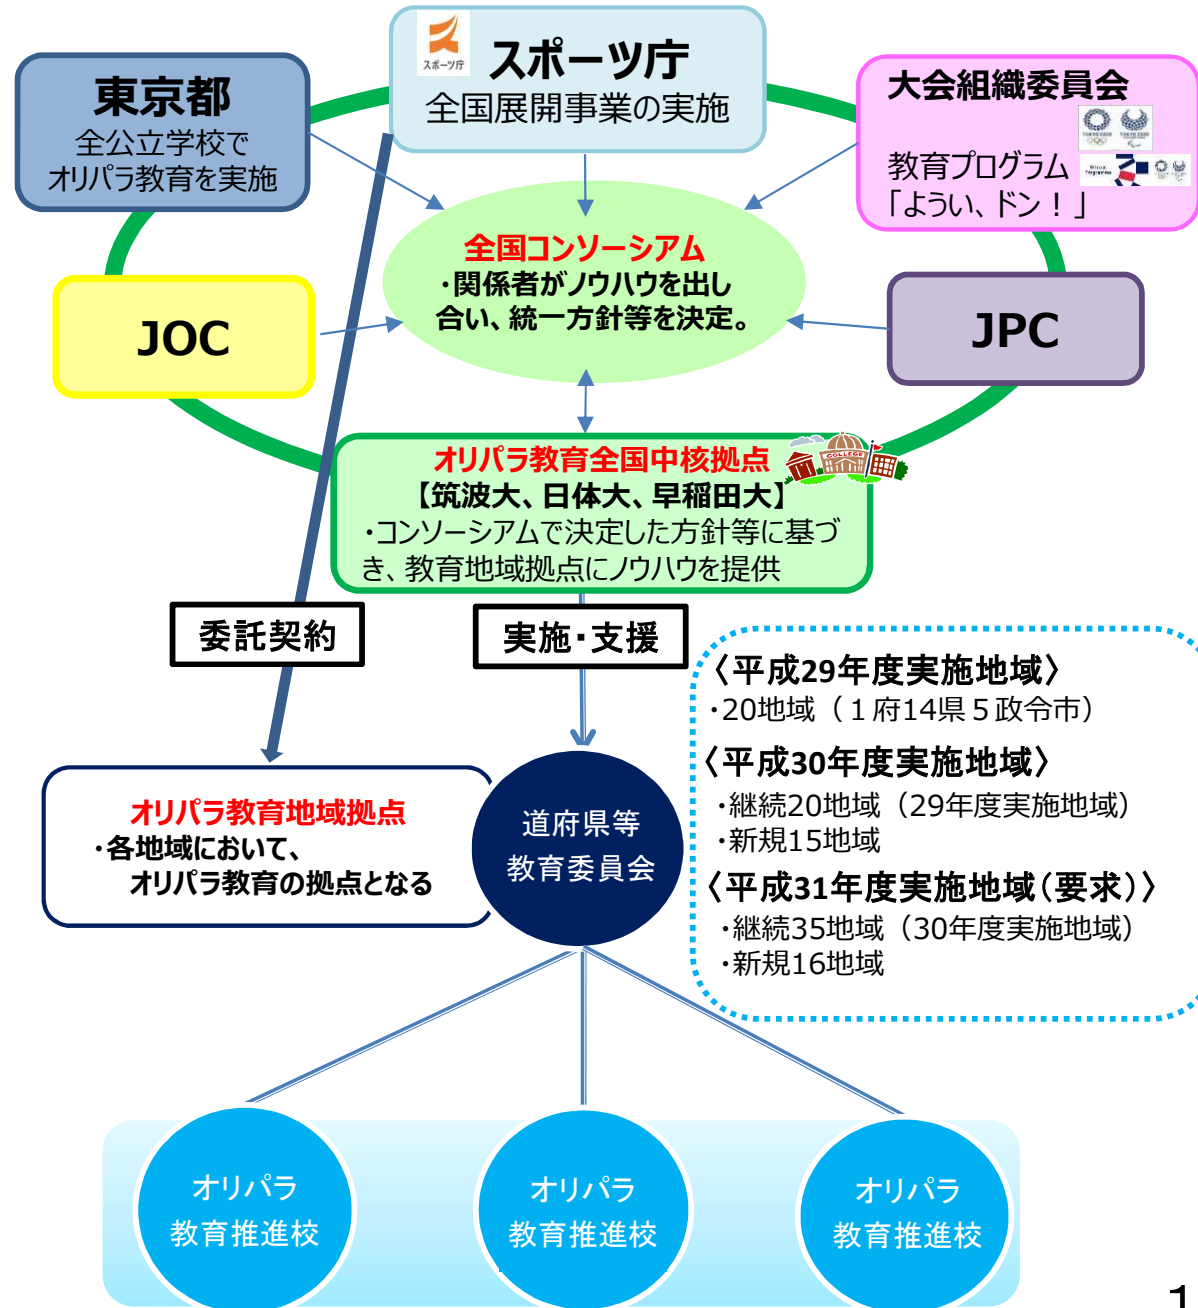 スポーツ庁
スポーツ庁
全国展開事業の実施
東京都
全公立学校で
オリパラ教育を実施
大会組織委員会
TOKYO 2020
TOKYO 2020
教育プログラム
「ようい、ドン！」
全国コンソーシアム
・関係者がノウハウを出し
合い、統一方針等を決定。
JOC
JPC
オリパラ教育全国中核拠点
【筑波大、日体大、早稲田大】
・コンソーシアムで決定した方針等に基づ
き、教育地域拠点にノウハウを提供
COLLEGE
委託契約
実施・支援
〈平成29年度実施地域〉
・20地域（１府14県５政令市）
〈平成30年度実施地域〉
・継続20地域（29年度実施地域）
・新規15地域
〈平成31年度実施地域（要求）〉
・継続35地域（30年度実施地域）
・新規16地域
オリパラ教育地域拠点
・各地域において、
オリパラ教育の拠点となる
道府県等
教育委員会
オリパラ
教育推進校
オリパラ
教育推進校
オリパラ
教育推進校
1